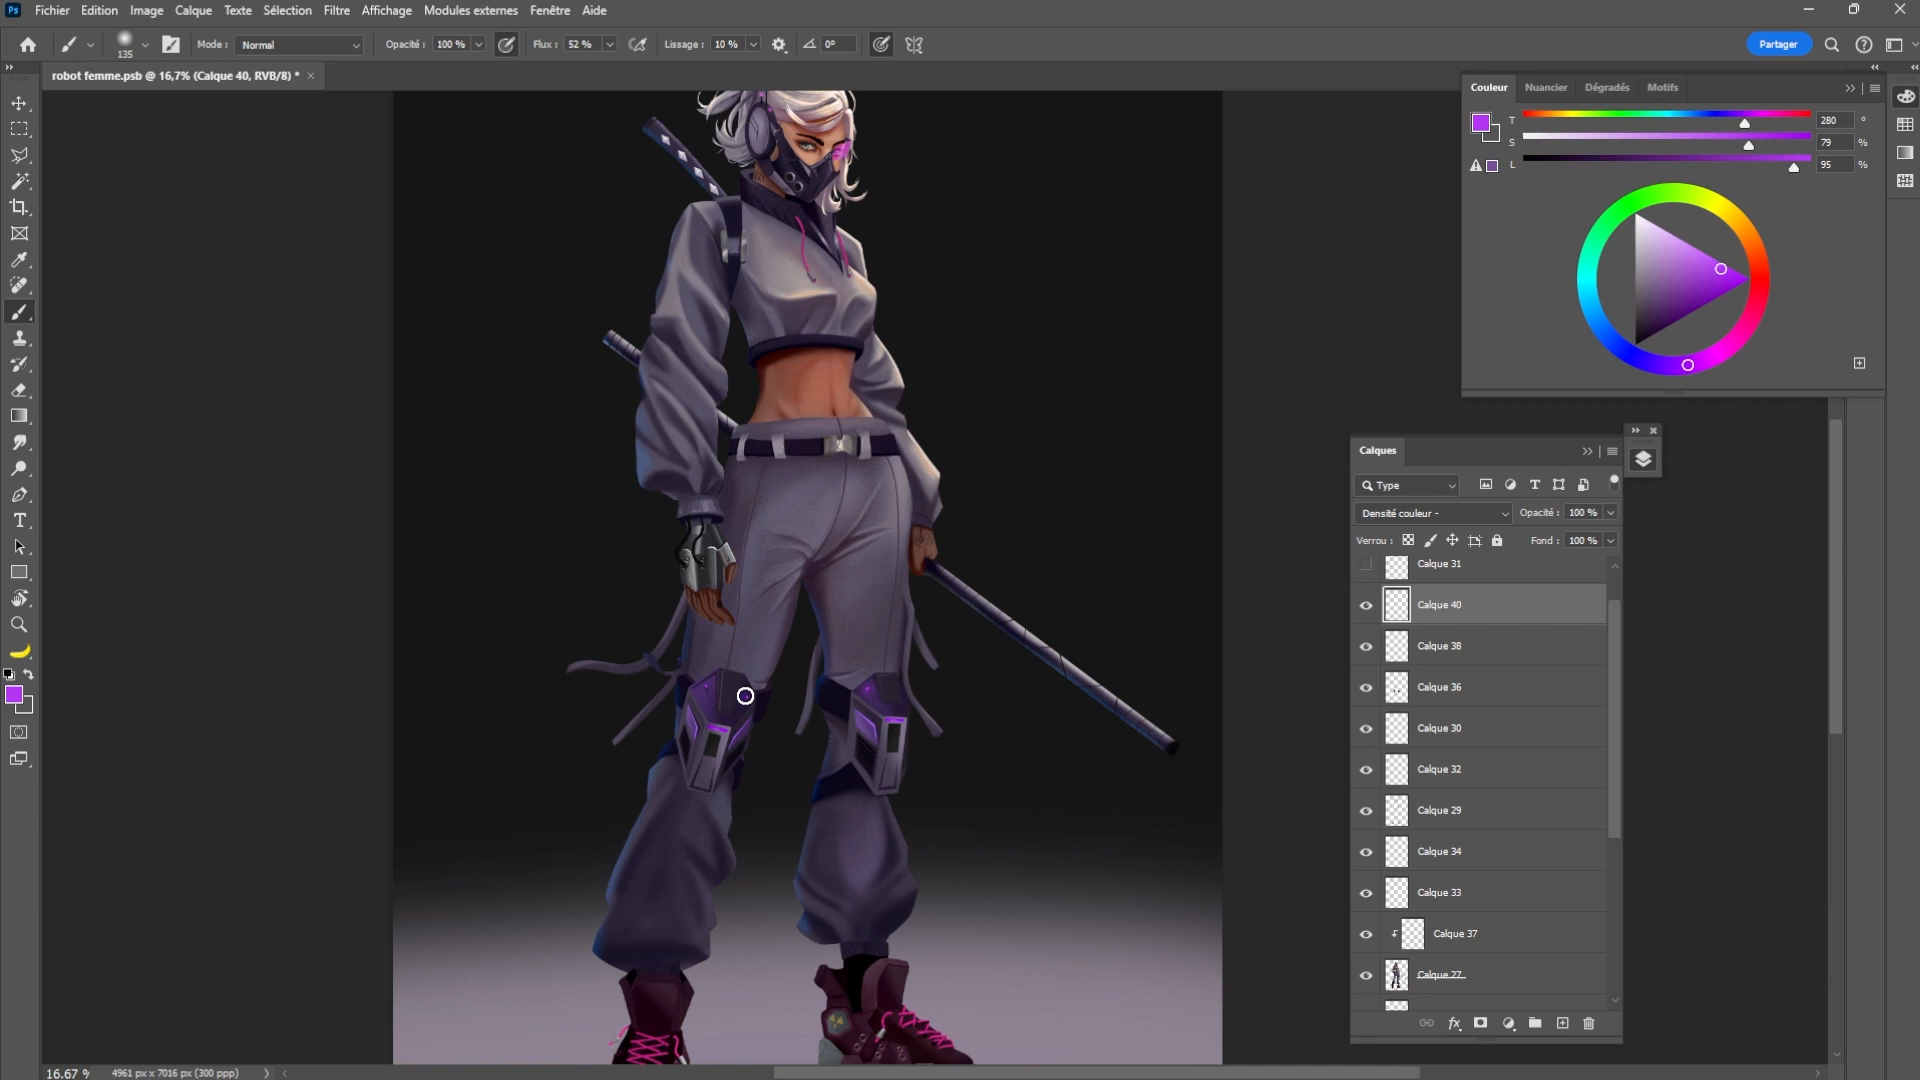 Ps Fichier Edition Image Calque Texte Sélection Filtre Affichage Modules externes Fenêtre Aide
135 Mode : Normal Opacité : 100 % Flux : 52 % Lissage : 10 % 0° Partager
robot femme.psb @ 16,7% (Calque 40, RVB/8) * ×
Couleur Nuancier Dégradés Motifs
T 280 °
S 79 %
L 95 %
Calques
Type
Densité couleur - Opacité : 100 %
Verrou : Fond : 100 %
Calque 31
Calque 40
Calque 38
Calque 36
Calque 30
Calque 32
Calque 29
Calque 34
Calque 33
Calque 37
Calque 27
fx
16.67 % 4961 px x 7016 px (300 ppp)